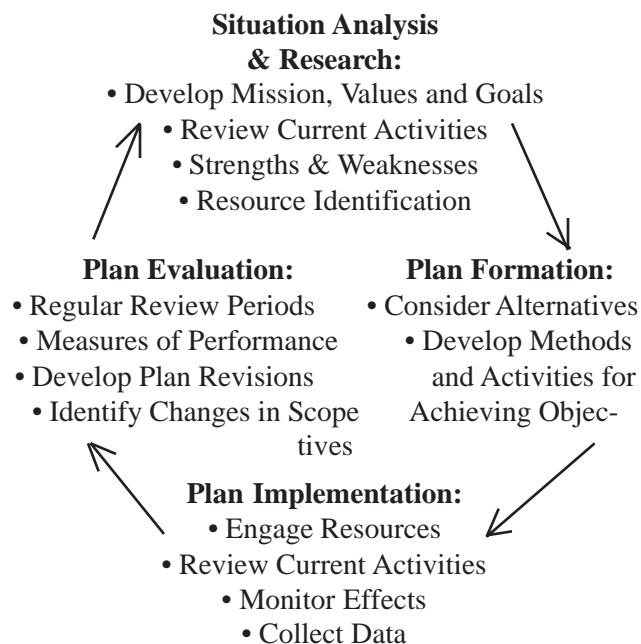 Situation Analysis
& Research:
• Develop Mission, Values and Goals
• Review Current Activities
• Strengths & Weaknesses
• Resource Identification
Plan Formation:
• Consider Alternatives
• Develop Methods
and Activities for
Achieving Objec-
tives
Plan Implementation:
• Engage Resources
• Review Current Activities
• Monitor Effects
• Collect Data
Plan Evaluation:
• Regular Review Periods
• Measures of Performance
• Develop Plan Revisions
• Identify Changes in Scope